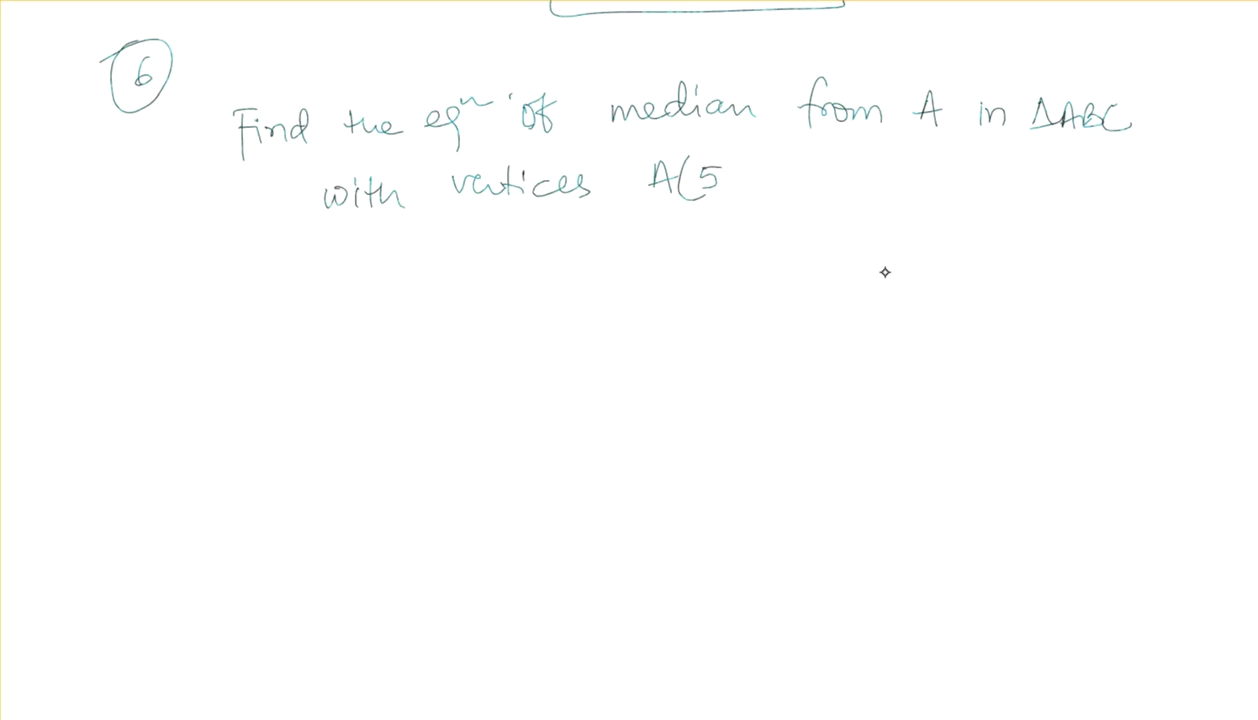 6
Find the eqn of median from A in ΔABC
with vertices A(5